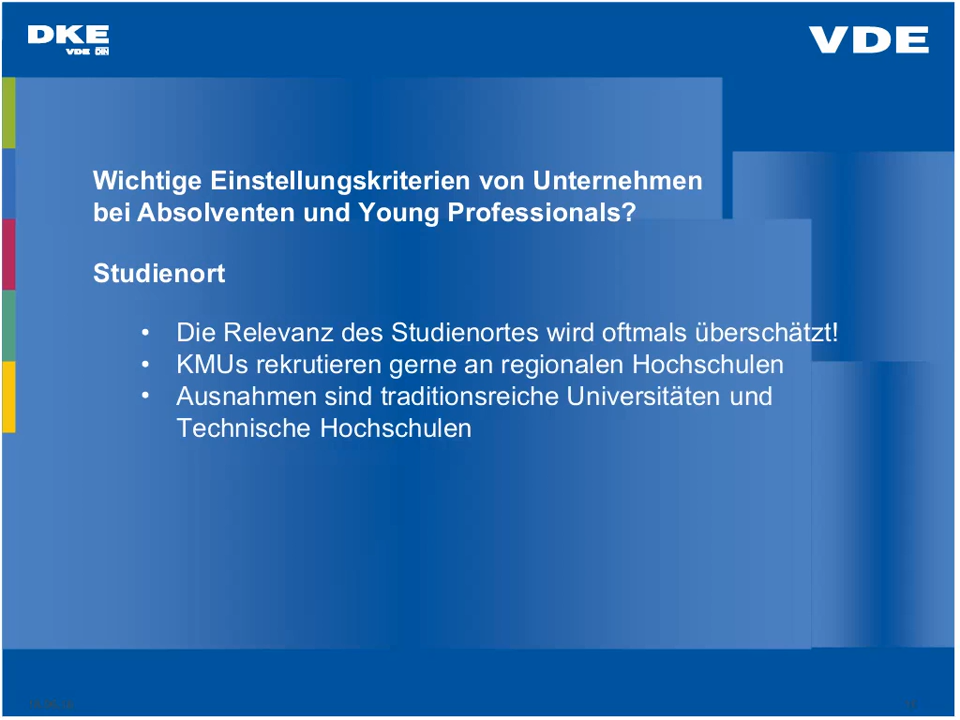 DKE
VDE DIN
VDE
Wichtige Einstellungskriterien von Unternehmen
bei Absolventen und Young Professionals?
Studienort
• Die Relevanz des Studienortes wird oftmals überschätzt!
• KMUs rekrutieren gerne an regionalen Hochschulen
• Ausnahmen sind traditionsreiche Universitäten und
Technische Hochschulen